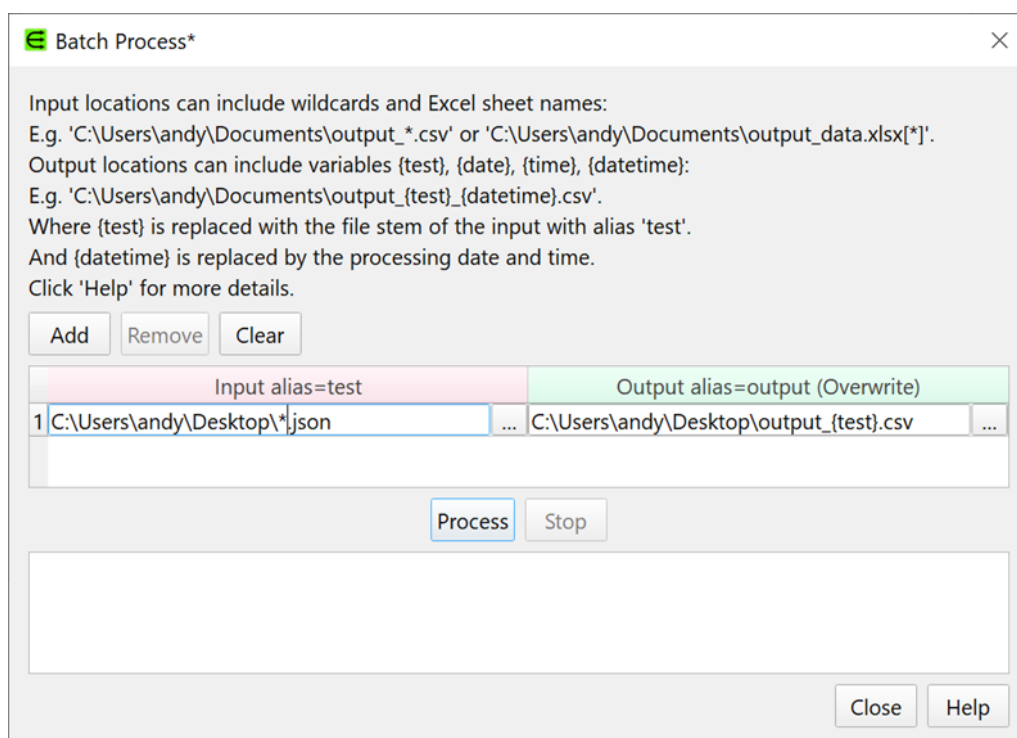 Batch Process*
Input locations can include wildcards and Excel sheet names:
E.g. 'C:\Users\andy\Documents\output_*.csv' or 'C:\Users\andy\Documents\output_data.xlsx[*]'.
Output locations can include variables {test}, {date}, {time}, {datetime}:
E.g. 'C:\Users\andy\Documents\output_{test}_{datetime}.csv'.
Where {test} is replaced with the file stem of the input with alias 'test'.
And {datetime} is replaced by the processing date and time.
Click 'Help' for more details.
Add Remove Clear
Input alias=test Output alias=output (Overwrite)
1 C:\Users\andy\Desktop\*.json ... C:\Users\andy\Desktop\output_{test}.csv ...
Process Stop
Close Help